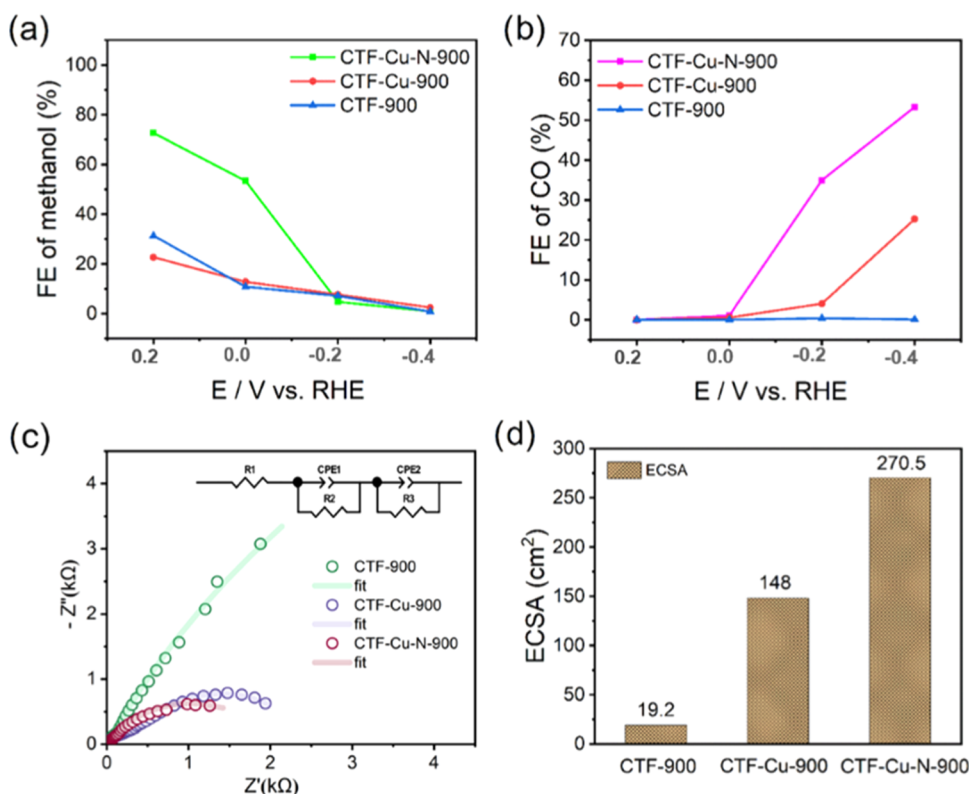 (a)
FE of methanol (%)
100
80
60
40
20
0
CTF-Cu-N-900
CTF-Cu-900
CTF-900
0.2
0.0
-0.2
-0.4
E / V vs. RHE
(b)
FE of CO (%)
70
60
50
40
30
20
10
0
CTF-Cu-N-900
CTF-Cu-900
CTF-900
0.2
0.0
-0.2
-0.4
E / V vs. RHE
(c)
- Z"(kΩ)
4
3
2
1
0
R1
CPE1
CPE2
R2
R3
CTF-900
fit
CTF-Cu-900
fit
CTF-Cu-N-900
fit
0
1
2
3
4
Z'(kΩ)
(d)
ECSA (cm²)
300
250
200
150
100
50
0
ECSA
19.2
148
270.5
CTF-900
CTF-Cu-900
CTF-Cu-N-900